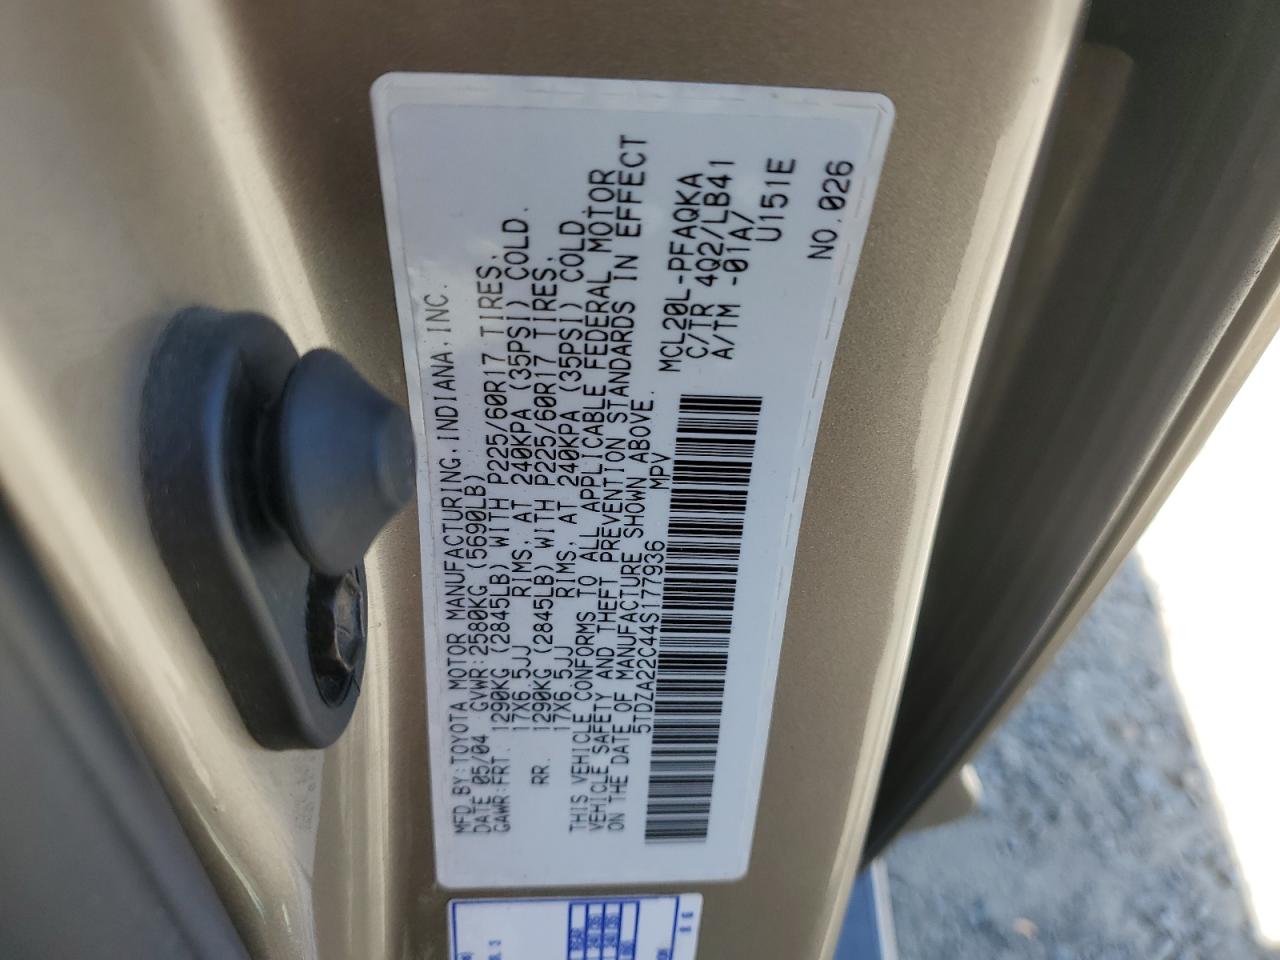 MFD BY:TOYOTA MOTOR MANUFACTURING,INDIANA,INC.
DATE 05/04 GVWR:2580KG (5690LB)
GAWR:FRT. 1290KG (2845LB) WITH P225/60R17 TIRES,
17X6.5JJ RIMS, AT 240KPA (35PSI) COLD.
RR. 1290KG (2845LB) WITH P225/60R17 TIRES,
17X6.5JJ RIMS, AT 240KPA (35PSI) COLD.
THIS VEHICLE CONFORMS TO ALL APPLICABLE FEDERAL MOTOR
VEHICLE SAFETY AND THEFT PREVENTION STANDARDS IN EFFECT
ON THE DATE OF MANUFACTURE SHOWN ABOVE.
5TDZA22C44S177936 MPV
MCL20L-PFAQKA
C/TR 4Q2/LB41
A/TM -01A/
U151E
NO.026
REAR